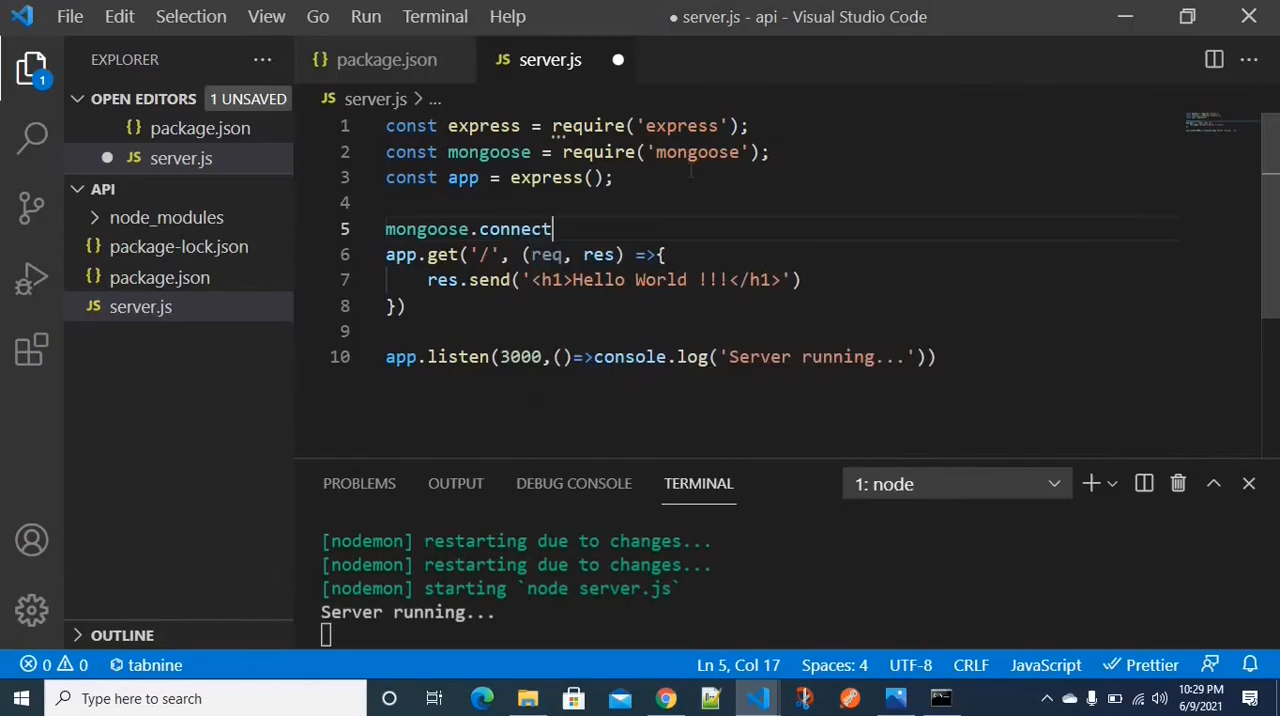 File Edit Selection View Go Run Terminal Help ● server.js - api - Visual Studio Code
EXPLORER ...
1
OPEN EDITORS 1 UNSAVED
{} package.json
● JS server.js
API
node_modules
{} package-lock.json
{} package.json
JS server.js
OUTLINE
{} package.json JS server.js ●
JS server.js > ...
1 const express = require('express');
2 const mongoose = require('mongoose');
3 const app = express();
4
5 mongoose.connect
6 app.get('/', (req, res) =>{
7 res.send('<h1>Hello World !!!</h1>')
8 })
9
10 app.listen(3000,()=>console.log('Server running...'))
PROBLEMS OUTPUT DEBUG CONSOLE TERMINAL 1: node
[nodemon] restarting due to changes...
[nodemon] restarting due to changes...
[nodemon] starting `node server.js`
Server running...
0 0 tabnine Ln 5, Col 17 Spaces: 4 UTF-8 CRLF JavaScript Prettier
Type here to search
10:29 PM
6/9/2021